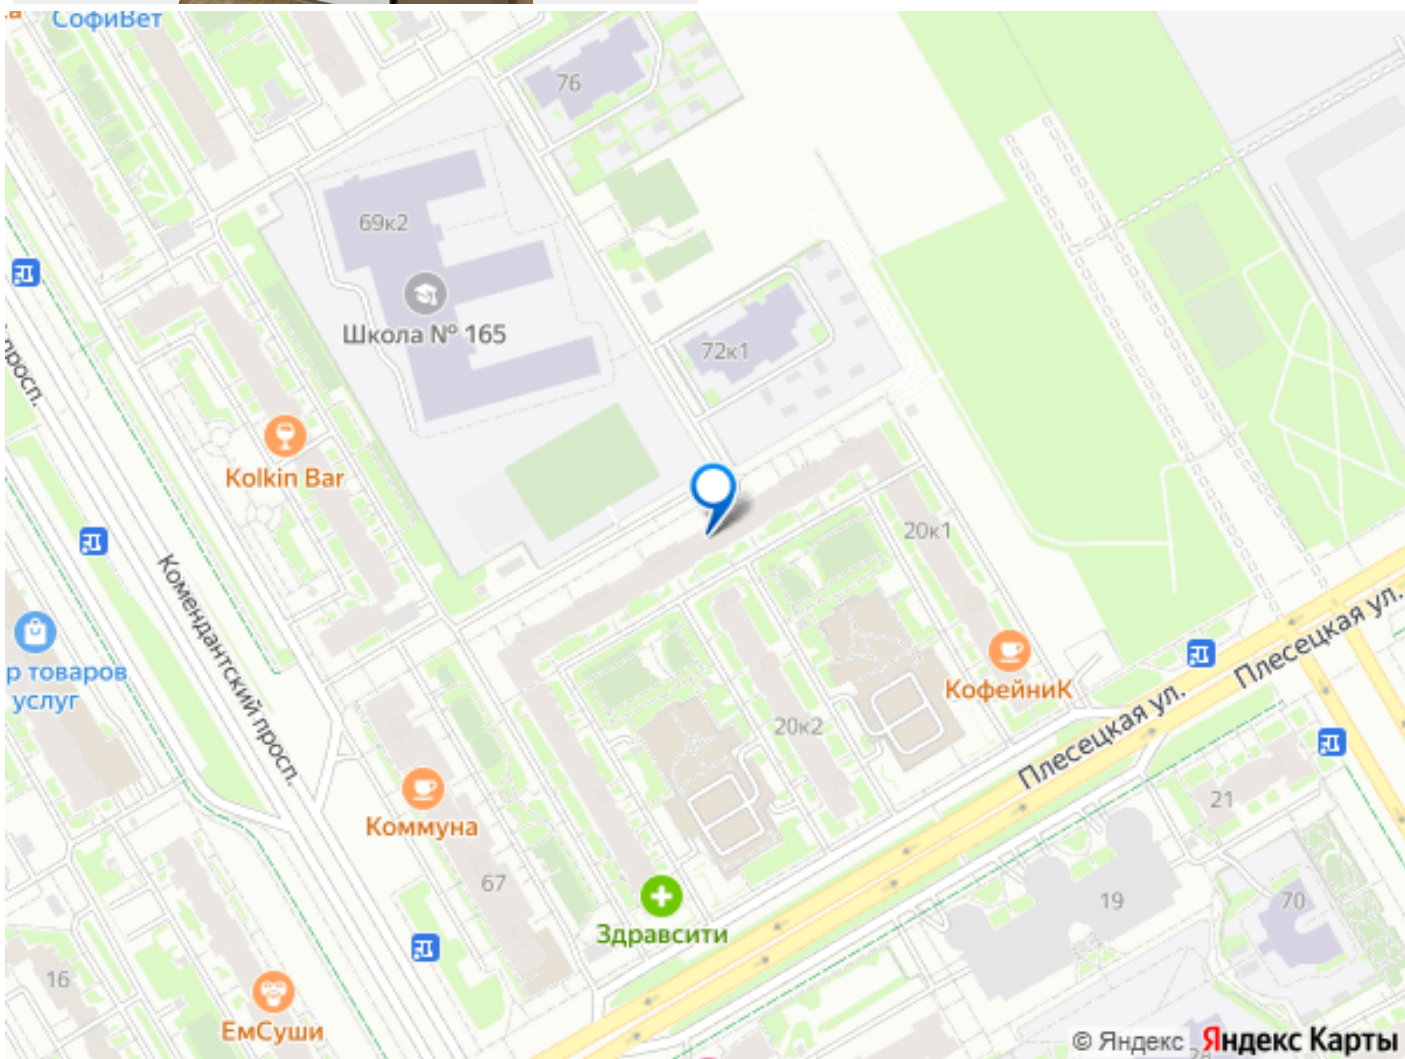 СофиВет
76
69к2
Школа № 165
72к1
просп.
Kolkin Bar
20к1
Комендантский просп.
р товаров
услуг
КофейниК
Плесецкая ул.
Плесецкая ул.
20к2
Коммуна
21
67
19
70
Здравсити
16
ЕмСуши
© Яндекс Яндекс Карты